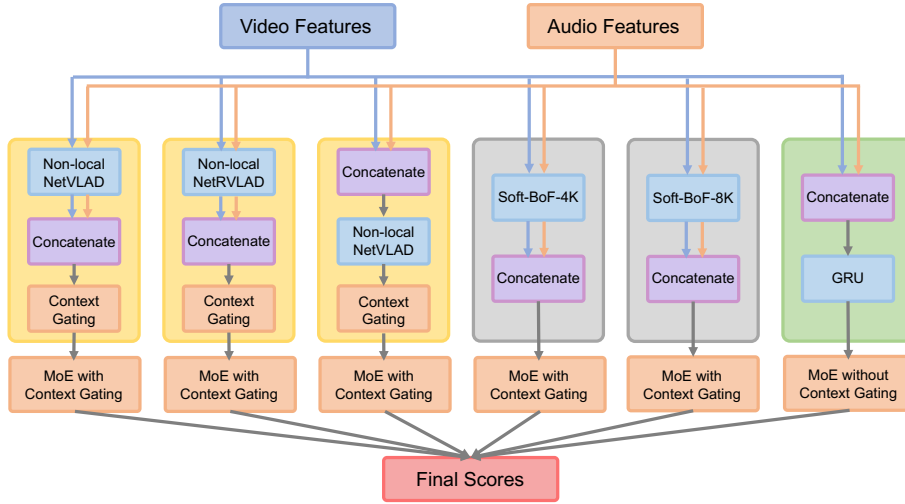 Video Features
Audio Features
Non-local
NetVLAD
Concatenate
Context
Gating
MoE with
Context Gating
Non-local
NetRVLAD
Concatenate
Context
Gating
MoE with
Context Gating
Concatenate
Non-local
NetVLAD
Context
Gating
MoE with
Context Gating
Soft-BoF-4K
Concatenate
MoE with
Context Gating
Soft-BoF-8K
Concatenate
MoE with
Context Gating
Concatenate
GRU
MoE without
Context Gating
Final Scores